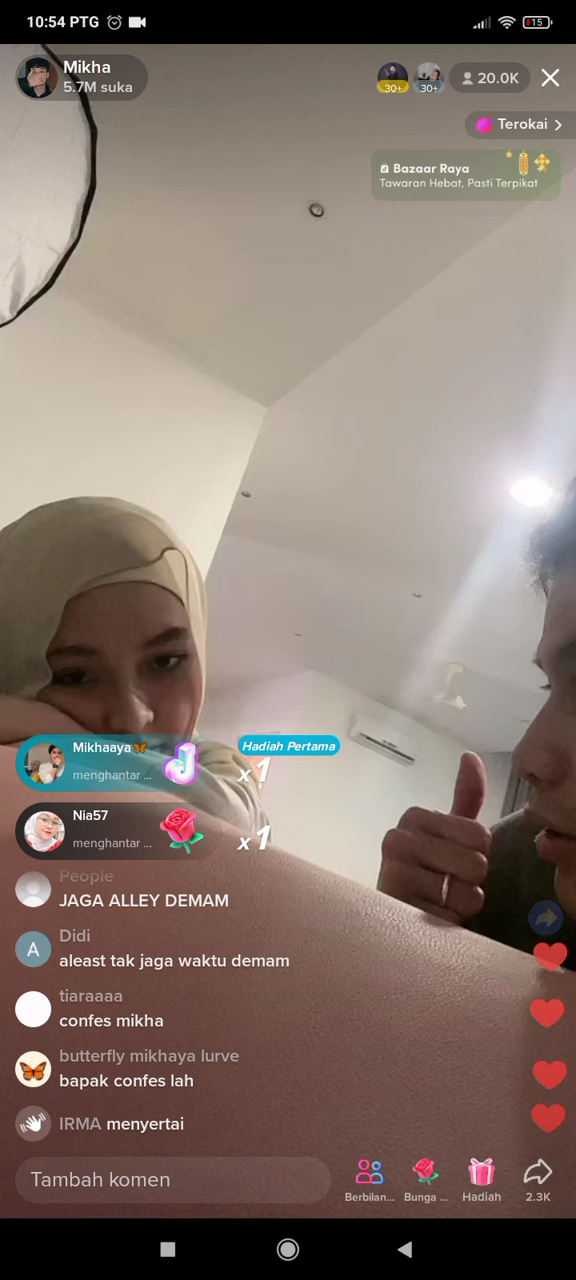 10:54 PTG
15
Mikha
5.7M suka
30+
30+
20.0K
Terokai
Bazaar Raya
Tawaran Hebat, Pasti Terpikat
Mikhaaya🦋
menghantar ...
Hadiah Pertama
x1
Nia57
menghantar ...
x1
People
JAGA ALLEY DEMAM
A
Didi
aleast tak jaga waktu demam
tiaraaaa
confes mikha
butterfly mikhaya lurve
bapak confes lah
IRMA menyertai
Tambah komen
Berbilan...
Bunga ...
Hadiah
2.3K